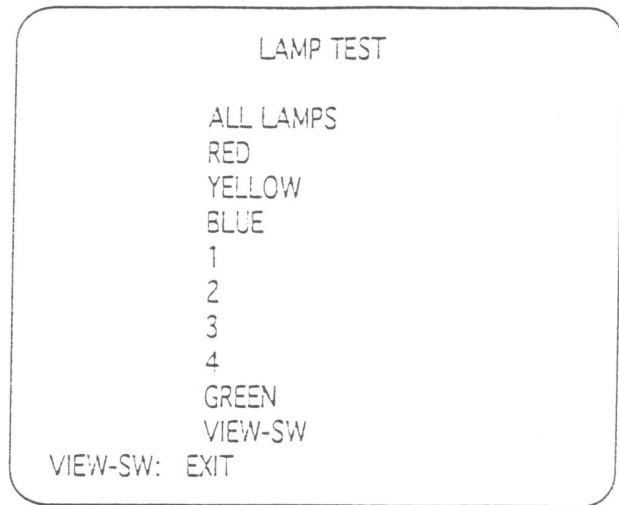 LAMP TEST
ALL LAMPS
RED
YELLOW
BLUE
1
2
3
4
GREEN
VIEW-SW
VIEW-SW: EXIT